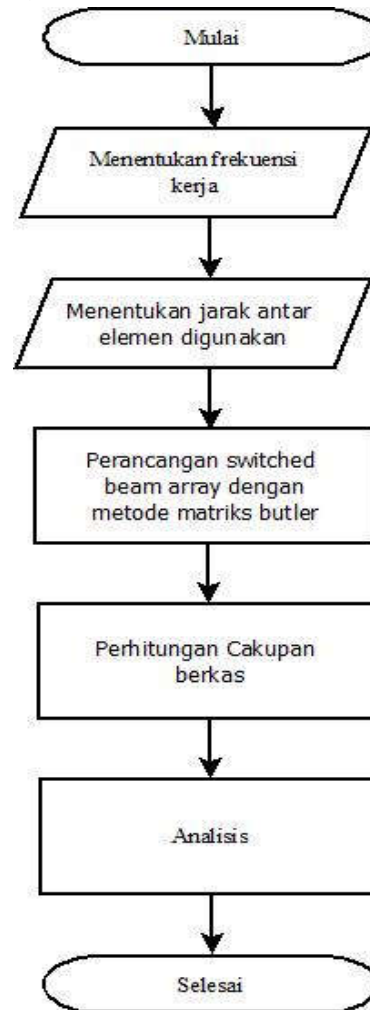 Mulai
Menentukan frekuensi
kerja
Menentukan jarak antar
elemen digunakan
Perancangan switched
beam array dengan
metode matriks butler
Perhitungan Cakupan
berkas
Analisis
Selesai